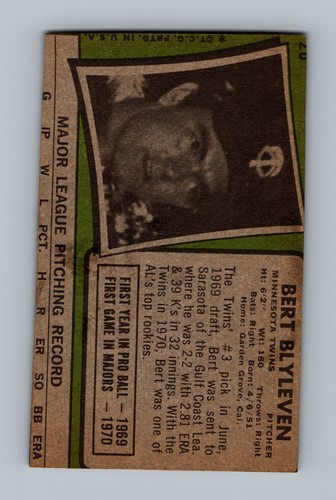 BERT BLYLEVEN
MINNESOTA TWINS PITCHER
Ht: 6'2" Wt: 180 Throws: Right
Bats: Right Born: 4/6/51
Home: Garden Grove, Cal.
The Twins' #3 pick in June,
1969 draft, Bert was sent to
Sarasota of the Gulf Coast Lea.
where he was 2-2 with 2.81 ERA
& 39 K's in 32 innings. With the
Twins in 1970, Bert was one of
AL's top rookies.
FIRST YEAR IN PRO BALL — 1969
FIRST GAME IN MAJORS — 1970
MAJOR LEAGUE PITCHING RECORD
G IP W L PCT. H R ER SO BB ERA
*©T.C.G. PRTD. IN U.S.A.